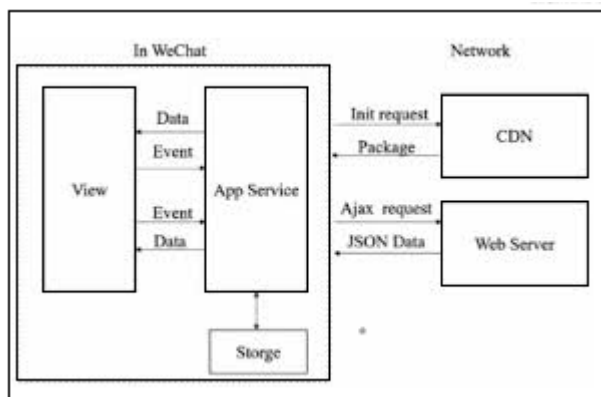 In WeChat
Network
Data
Event
View
App Service
Event
Data
Storge
Init request
Package
CDN
Ajax request
JSON Data
Web Server